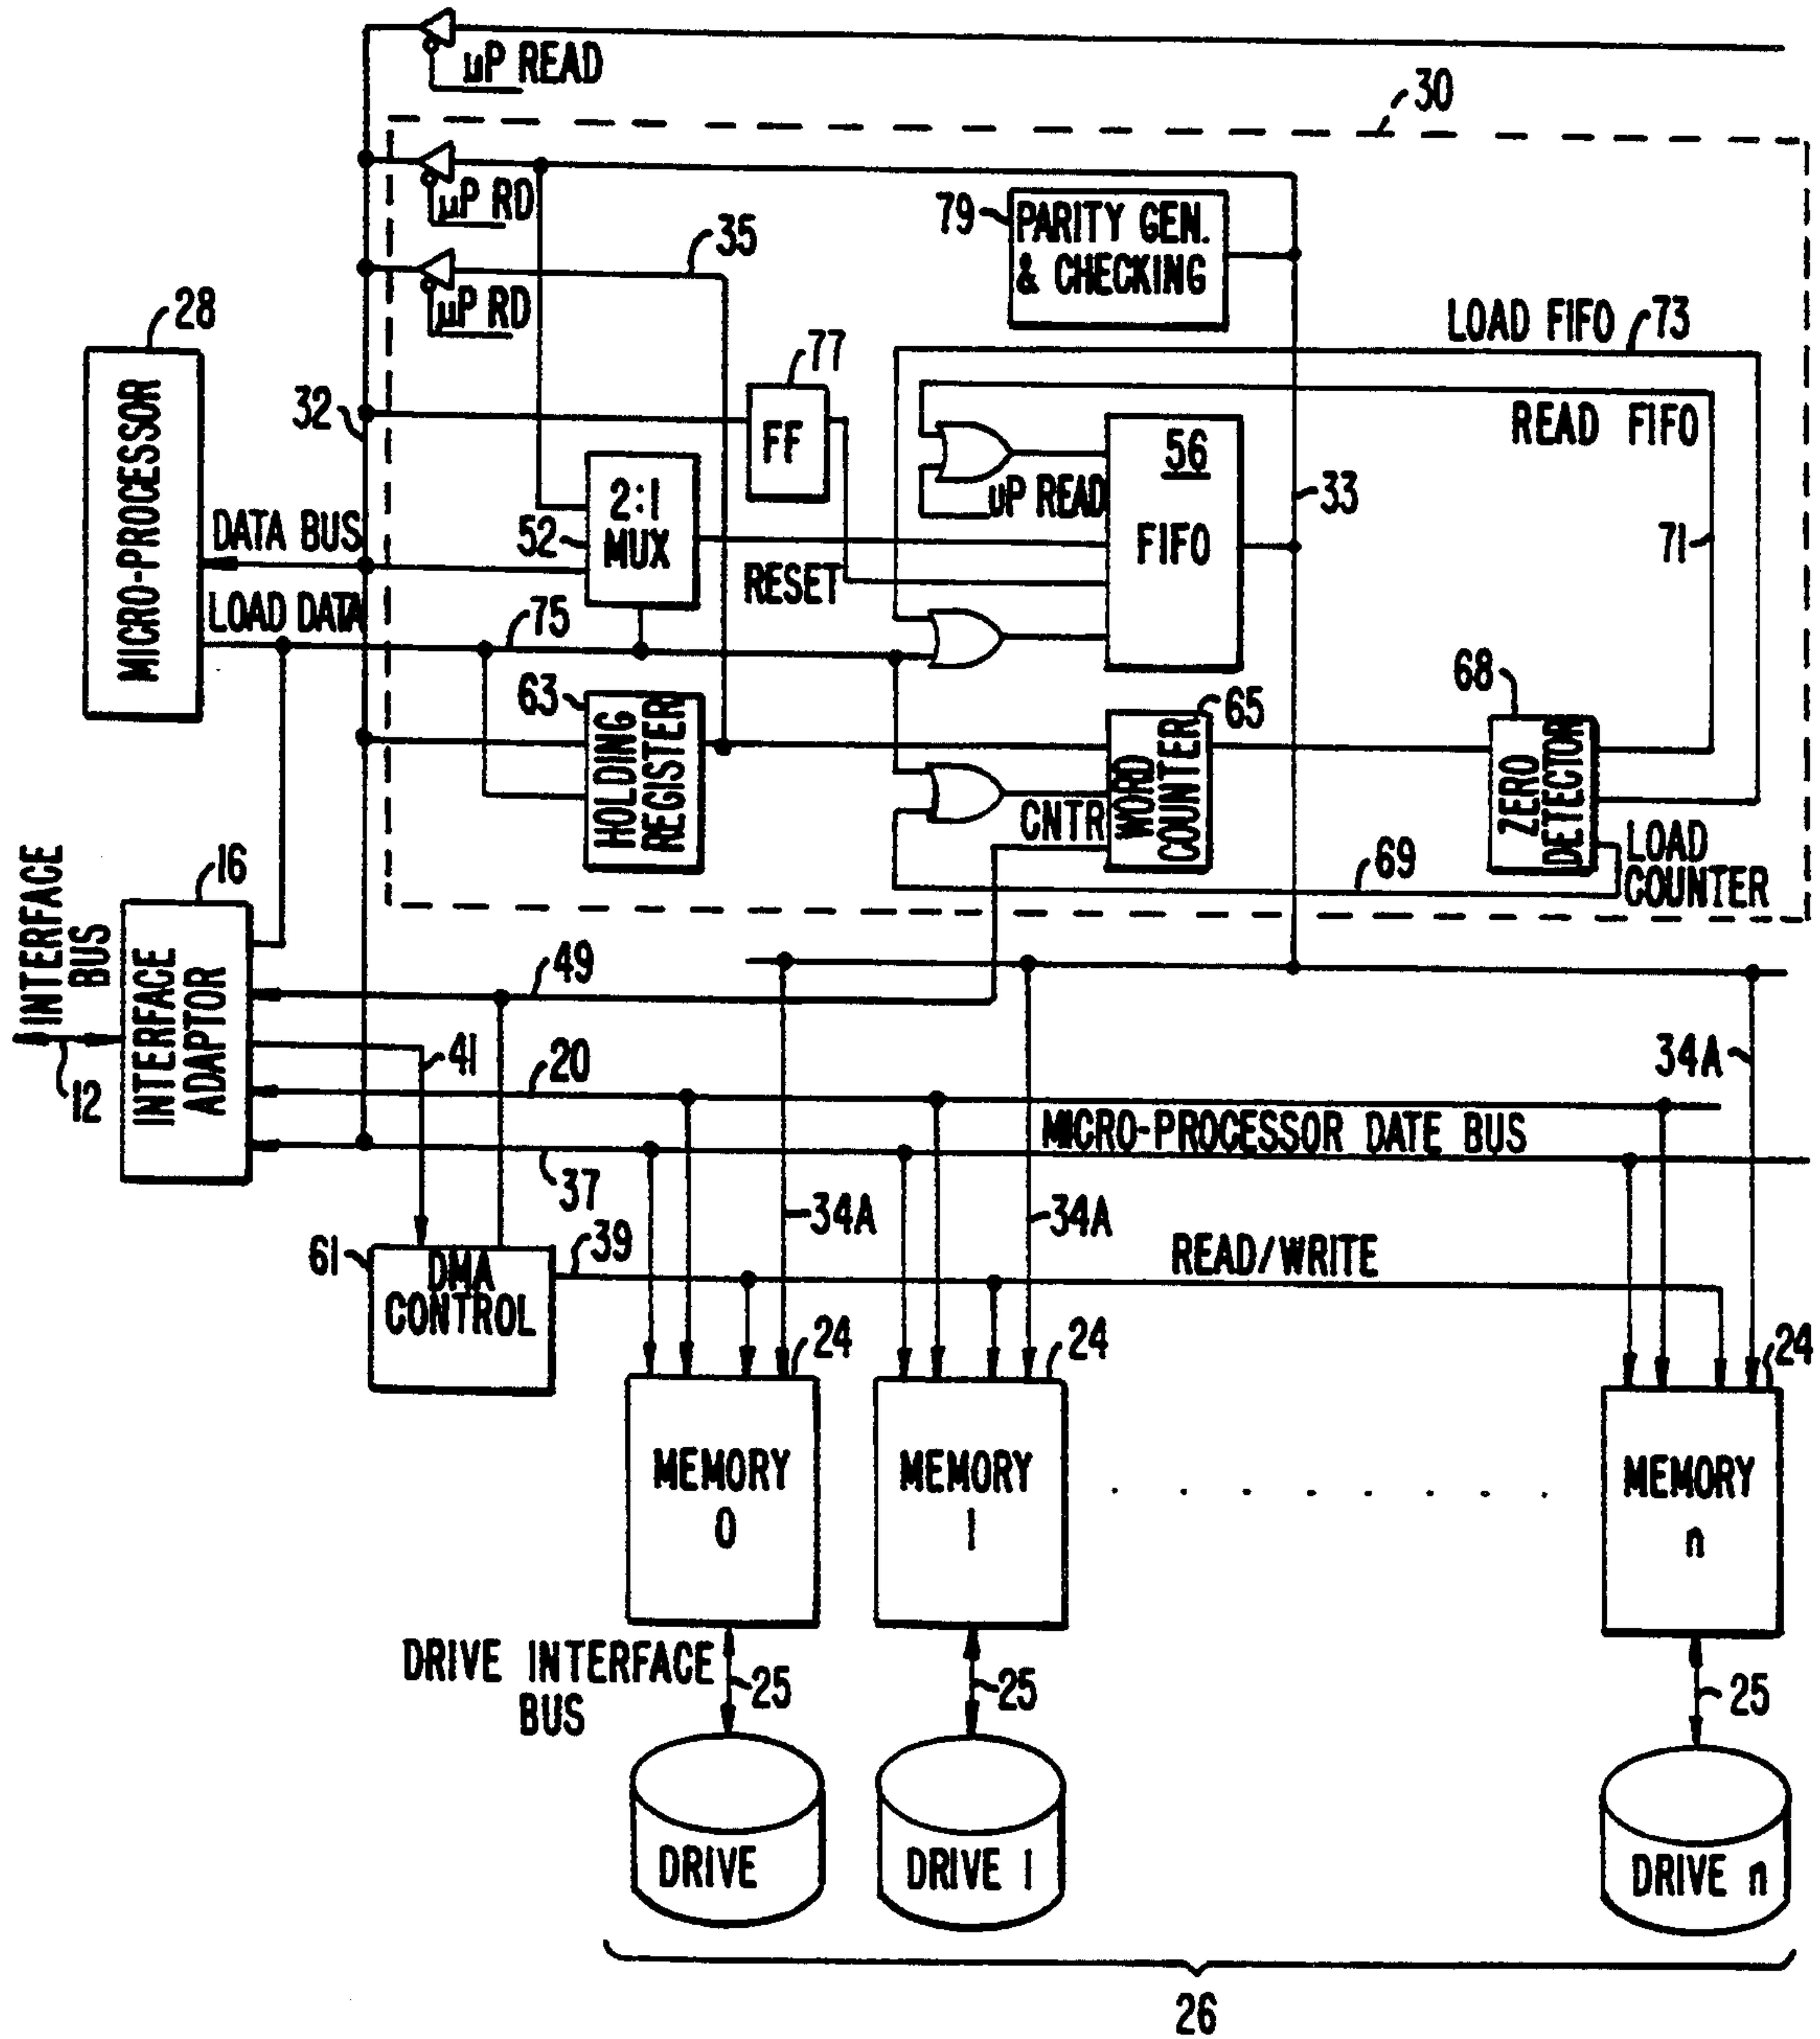 µP READ
30
µP RD
79
PARITY GEN.
& CHECKING
35
µP RD
LOAD FIFO
73
28
77
MICRO-PROCESSOR
32
FF
READ FIFO
56
FIFO
µP READ
33
2:1
MUX
52
DATA BUS
71
RESET
LOAD DATA
75
63
HOLDING
REGISTER
65
WORD
COUNTER
68
ZERO
DETECTOR
CNTR
LOAD
COUNTER
69
INTERFACE
BUS
16
INTERFACE
ADAPTOR
49
41
20
34A
12
MICRO-PROCESSOR DATE BUS
37
34A
34A
61
DMA
CONTROL
39
READ/WRITE
24
24
24
MEMORY
0
MEMORY
1
. . . . . . . .
MEMORY
n
DRIVE INTERFACE
BUS
25
25
25
DRIVE
DRIVE 1
DRIVE n
26